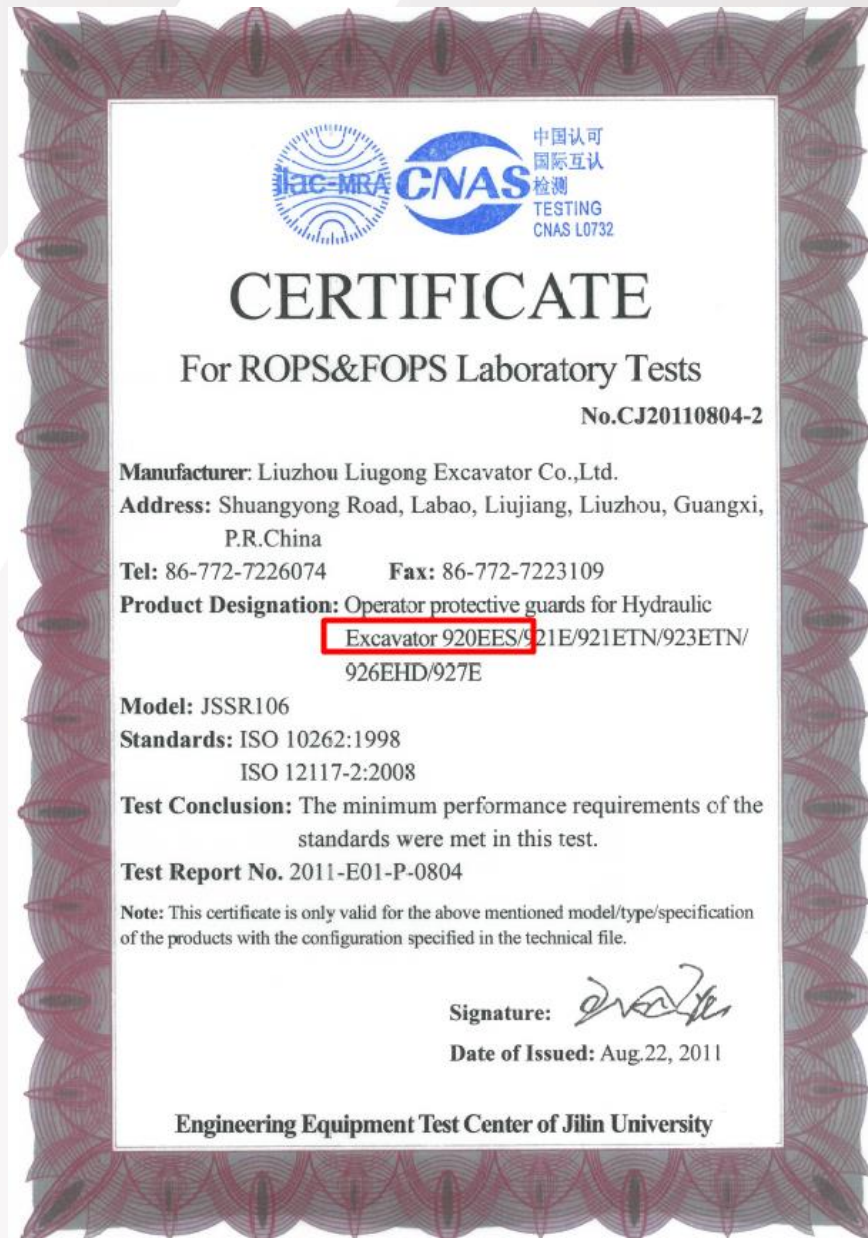 ilac-MRA
CNAS
中国认可
国际互认
检测
TESTING
CNAS L0732
CERTIFICATE
For ROPS&FOPS Laboratory Tests
No.CJ20110804-2
Manufacturer: Liuzhou Liugong Excavator Co.,Ltd.
Address: Shuangyong Road, Labao, Liujiang, Liuzhou, Guangxi,
P.R.China
Tel: 86-772-7226074 Fax: 86-772-7223109
Product Designation: Operator protective guards for Hydraulic
Excavator 920EES/921E/921ETN/923ETN/
926EHD/927E
Model: JSSR106
Standards: ISO 10262:1998
ISO 12117-2:2008
Test Conclusion: The minimum performance requirements of the
standards were met in this test.
Test Report No. 2011-E01-P-0804
Note: This certificate is only valid for the above mentioned model/type/specification
of the products with the configuration specified in the technical file.
Signature:
Date of Issued: Aug.22, 2011
Engineering Equipment Test Center of Jilin University